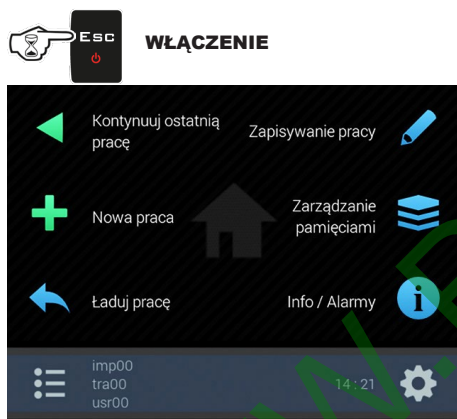 Esc
WŁĄCZENIE
Kontynuuj ostatnią
pracę
Zapisywanie pracy
Nowa praca
Zarządzanie
pamięciami
Ładuj pracę
Info / Alarmy
imp00
tra00
usr00
14:21